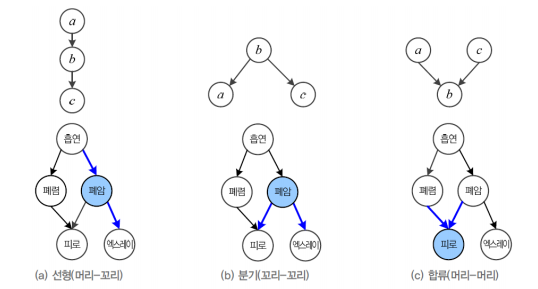 a
b
c
b
a
c
a
c
b
흡연
폐렴
폐암
피로
엑스레이
흡연
폐렴
폐암
피로
엑스레이
흡연
폐렴
폐암
피로
엑스레이
(a) 선형(머리-꼬리)
(b) 분기(꼬리-꼬리)
(c) 합류(머리-머리)